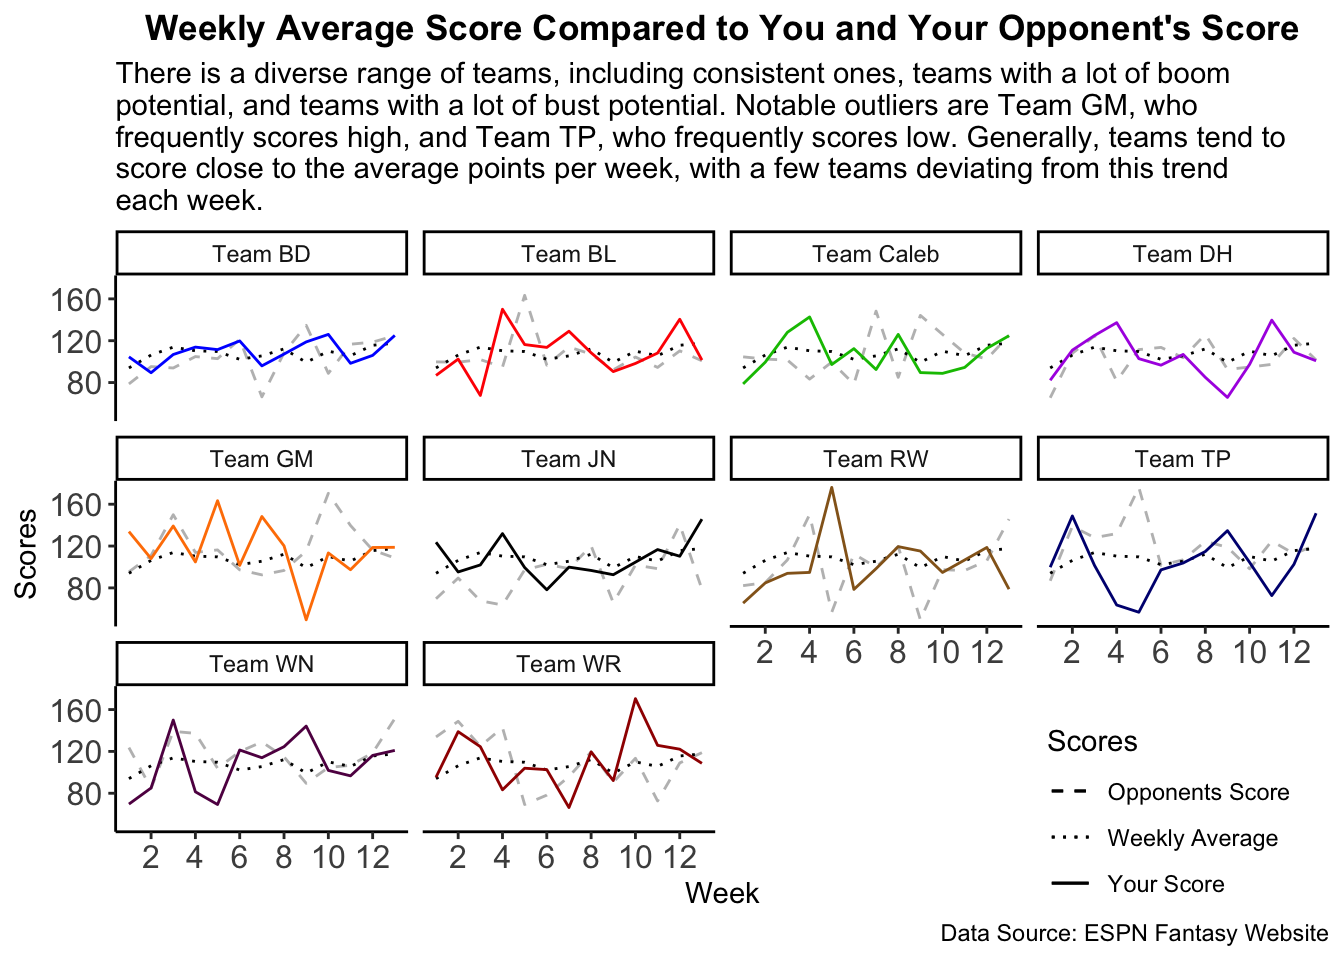 Weekly Average Score Compared to You and Your Opponent's Score
There is a diverse range of teams, including consistent ones, teams with a lot of boom
potential, and teams with a lot of bust potential. Notable outliers are Team GM, who
frequently scores high, and Team TP, who frequently scores low. Generally, teams tend to
score close to the average points per week, with a few teams deviating from this trend
each week.
Team BD Team BL Team Caleb Team DH
160
120
80
Team GM Team JN Team RW Team TP
160
120
80
2 4 6 8 10 12 2 4 6 8 10 12
Scores
Team WN Team WR
160
120
80
2 4 6 8 10 12 2 4 6 8 10 12
Week
Scores
Opponents Score
Weekly Average
Your Score
Data Source: ESPN Fantasy Website